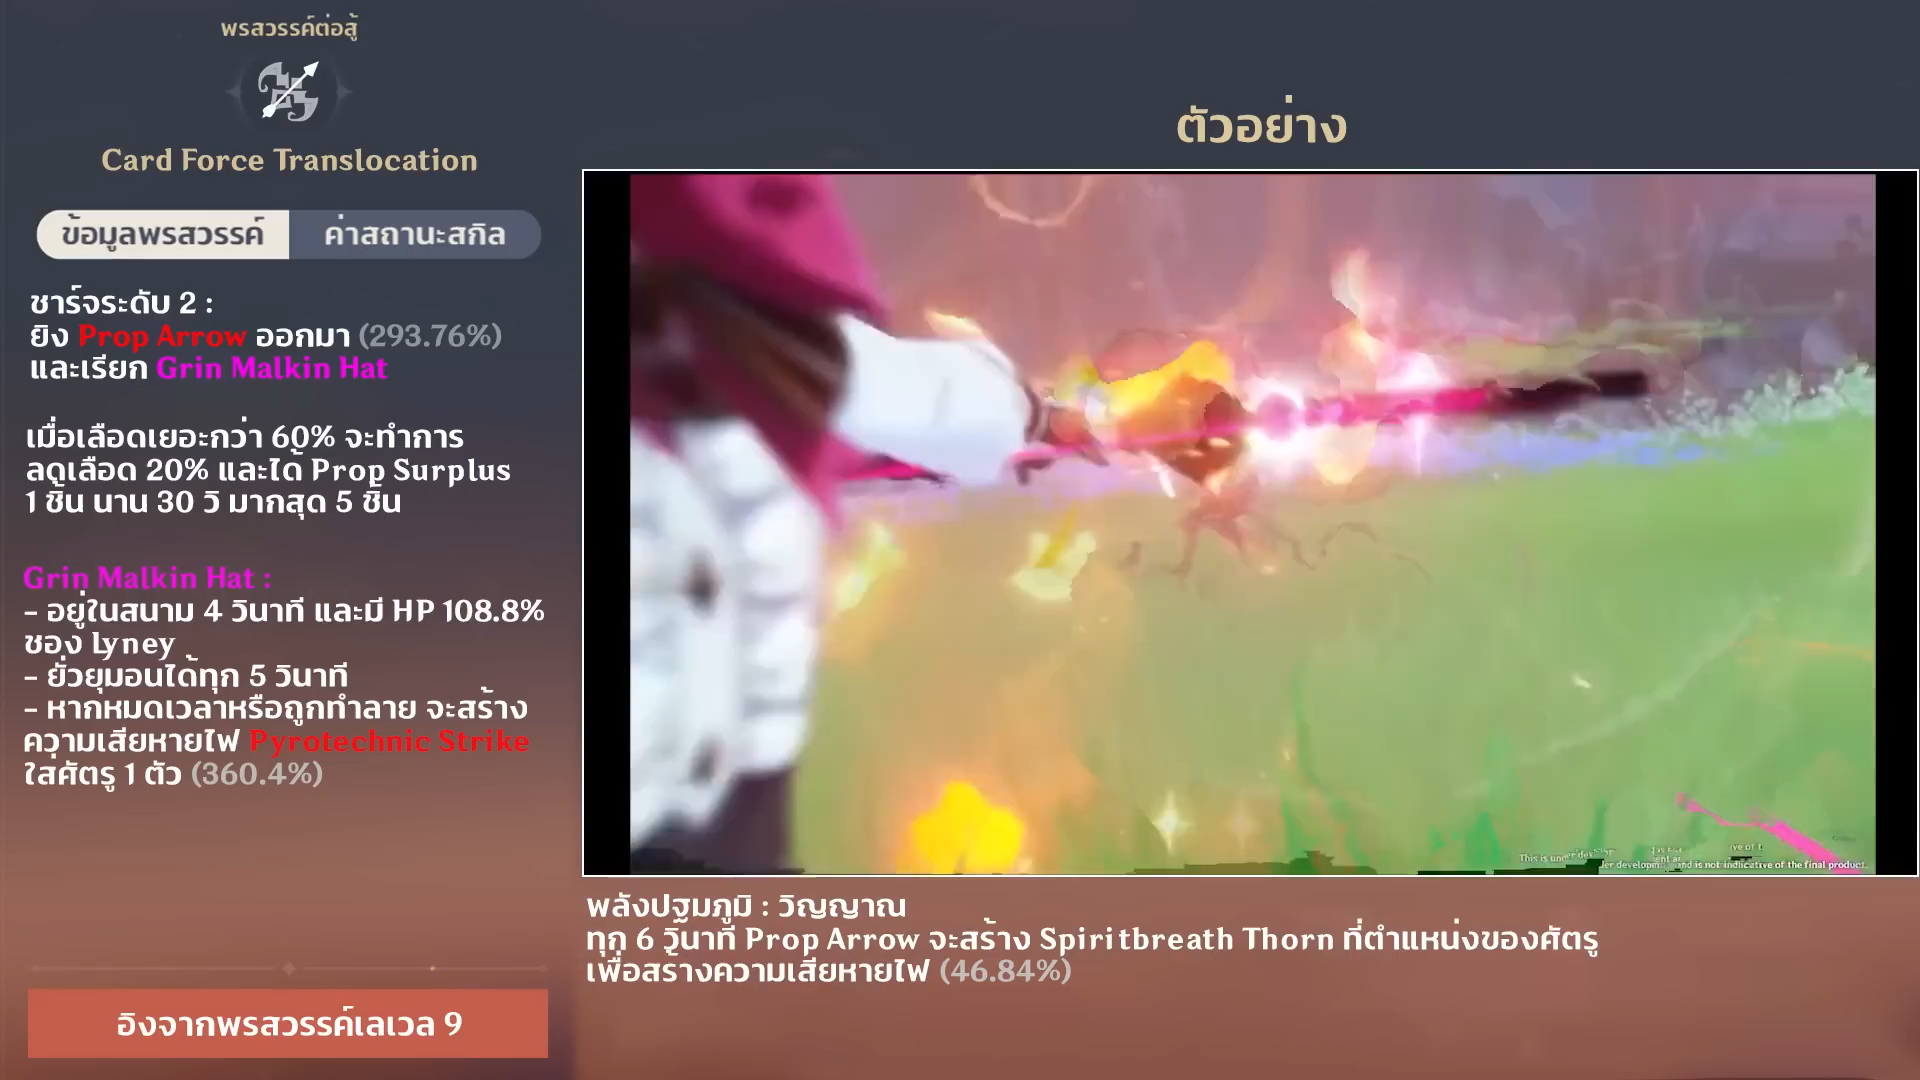 พรสวรรค์ต่อสู้
Card Force Translocation
ข้อมูลพรสวรรค์
ค่าสถานะสกิล
ชาร์จระดับ 2 :
ยิง Prop Arrow ออกมา (293.76%)
และเรียก Grin Malkin Hat
เมื่อเลือดเยอะกว่า 60% จะทำการ
ลดเลือด 20% และได้ Prop Surplus
1 ชิ้น นาน 30 วิ มากสุด 5 ชิ้น
Grin Malkin Hat :
- อยู่ในสนาม 4 วินาที และมี HP 108.8%
ของ Lyney
- ยั่วยุมอนได้ทุก 5 วินาที
- หากหมดเวลาหรือถูกทำลาย จะสร้าง
ความเสียหายไฟ Pyrotechnic Strike
ใส่ศัตรู 1 ตัว (360.4%)
อิงจากพรสวรรค์เลเวล 9
ตัวอย่าง
This is under
and is not indicative of the final product.
พลังปฐมภูมิ : วิญญาณ
ทุก 6 วินาที Prop Arrow จะสร้าง Spiritbreath Thorn ที่ตำแหน่งของศัตรู
เพื่อสร้างความเสียหายไฟ (46.84%)